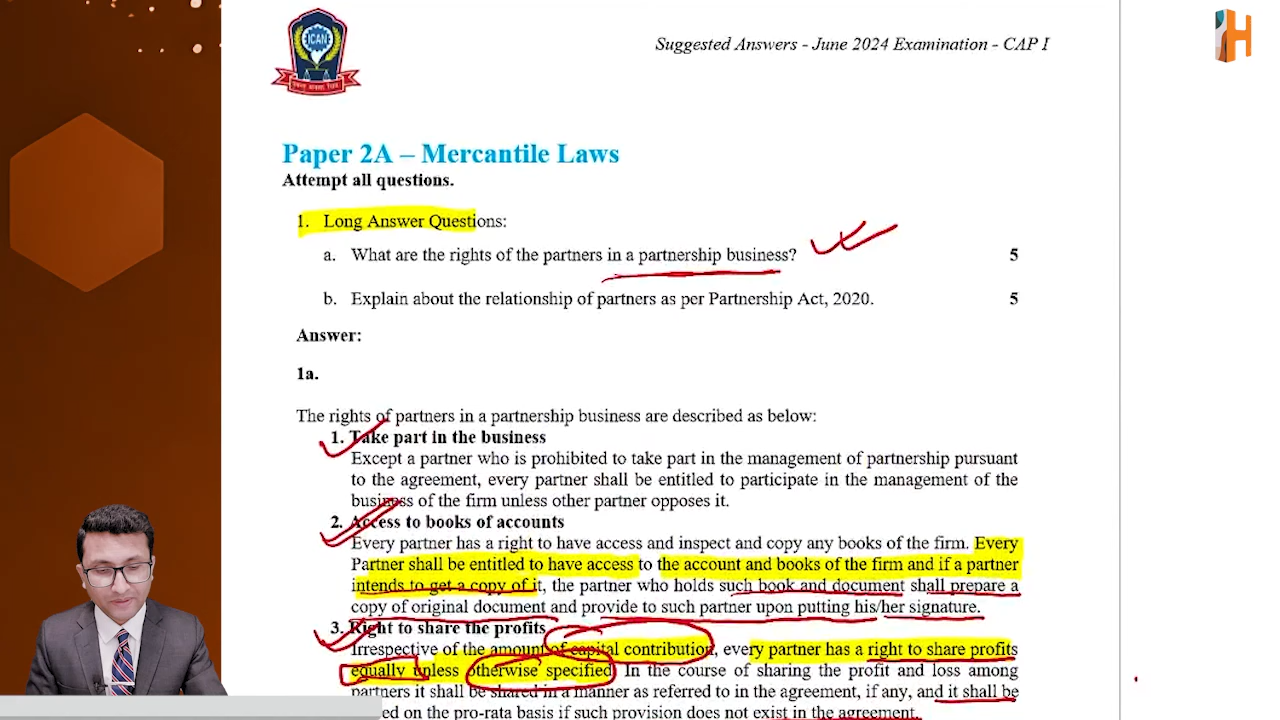 ICAN
Suggested Answers - June 2024 Examination - CAP I
H
Paper 2A – Mercantile Laws
Attempt all questions.
1. Long Answer Questions:
a. What are the rights of the partners in a partnership business? 5
b. Explain about the relationship of partners as per Partnership Act, 2020. 5
Answer:
1a.
The rights of partners in a partnership business are described as below:
1. Take part in the business
Except a partner who is prohibited to take part in the management of partnership pursuant
to the agreement, every partner shall be entitled to participate in the management of the
business of the firm unless other partner opposes it.
2. Access to books of accounts
Every partner has a right to have access and inspect and copy any books of the firm. Every
Partner shall be entitled to have access to the account and books of the firm and if a partner
intends to get a copy of it, the partner who holds such book and document shall prepare a
copy of original document and provide to such partner upon putting his/her signature.
3. Right to share the profits
Irrespective of the amount of capital contribution, every partner has a right to share profits
equally unless otherwise specified. In the course of sharing the profit and loss among
partners it shall be shared in a manner as referred to in the agreement, if any, and it shall be
ed on the pro-rata basis if such provision does not exist in the agreement.